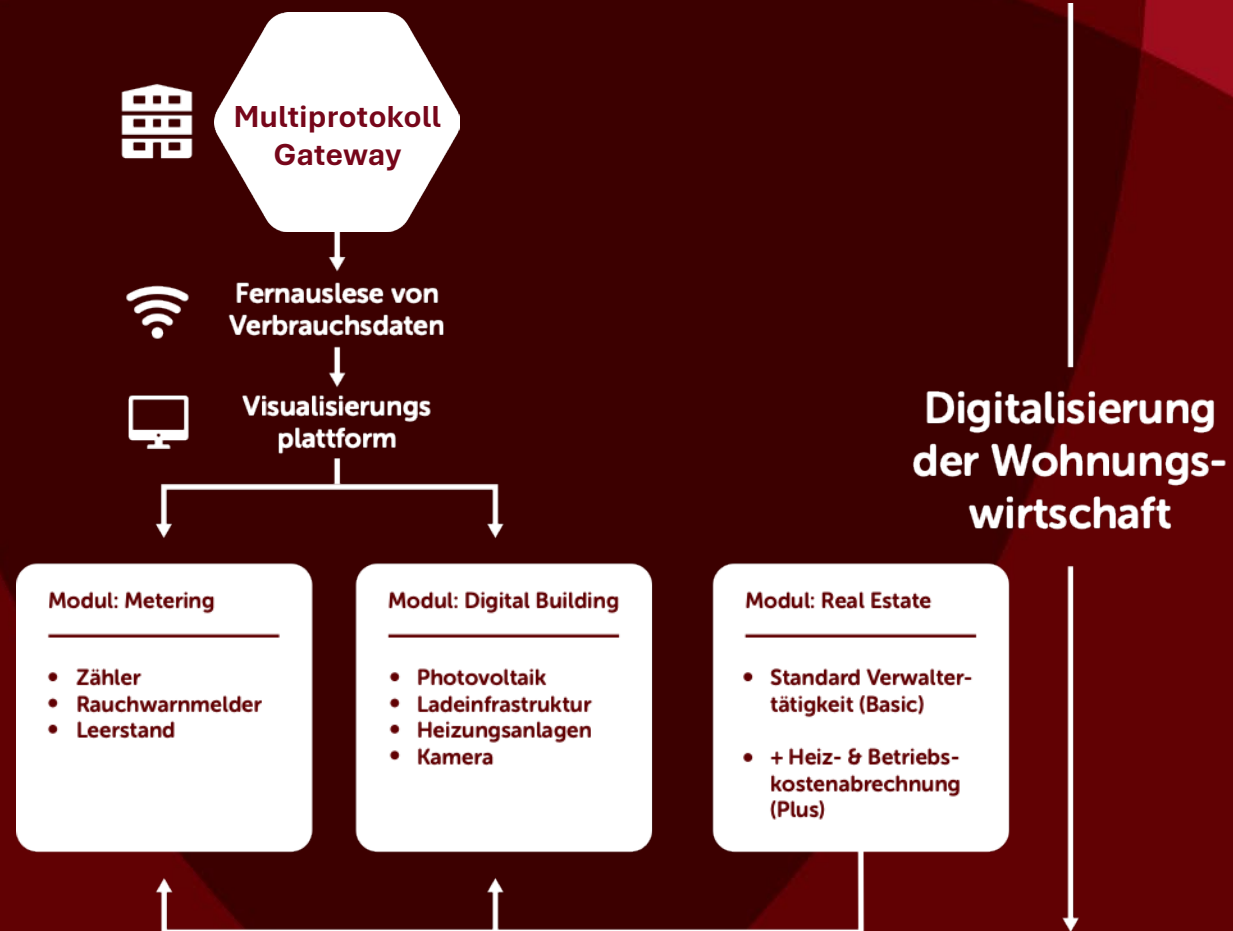 Multiprotokoll
Gateway
Fernauslese von
Verbrauchsdaten
Visualisierungs
plattform
Digitalisierung
der Wohnungs-
wirtschaft
Modul: Metering
• Zähler
• Rauchwarnmelder
• Leerstand
Modul: Digital Building
• Photovoltaik
• Ladeinfrastruktur
• Heizungsanlagen
• Kamera
Modul: Real Estate
• Standard Verwalter-
tätigkeit (Basic)
• + Heiz- & Betriebs-
kostenabrechnung
(Plus)